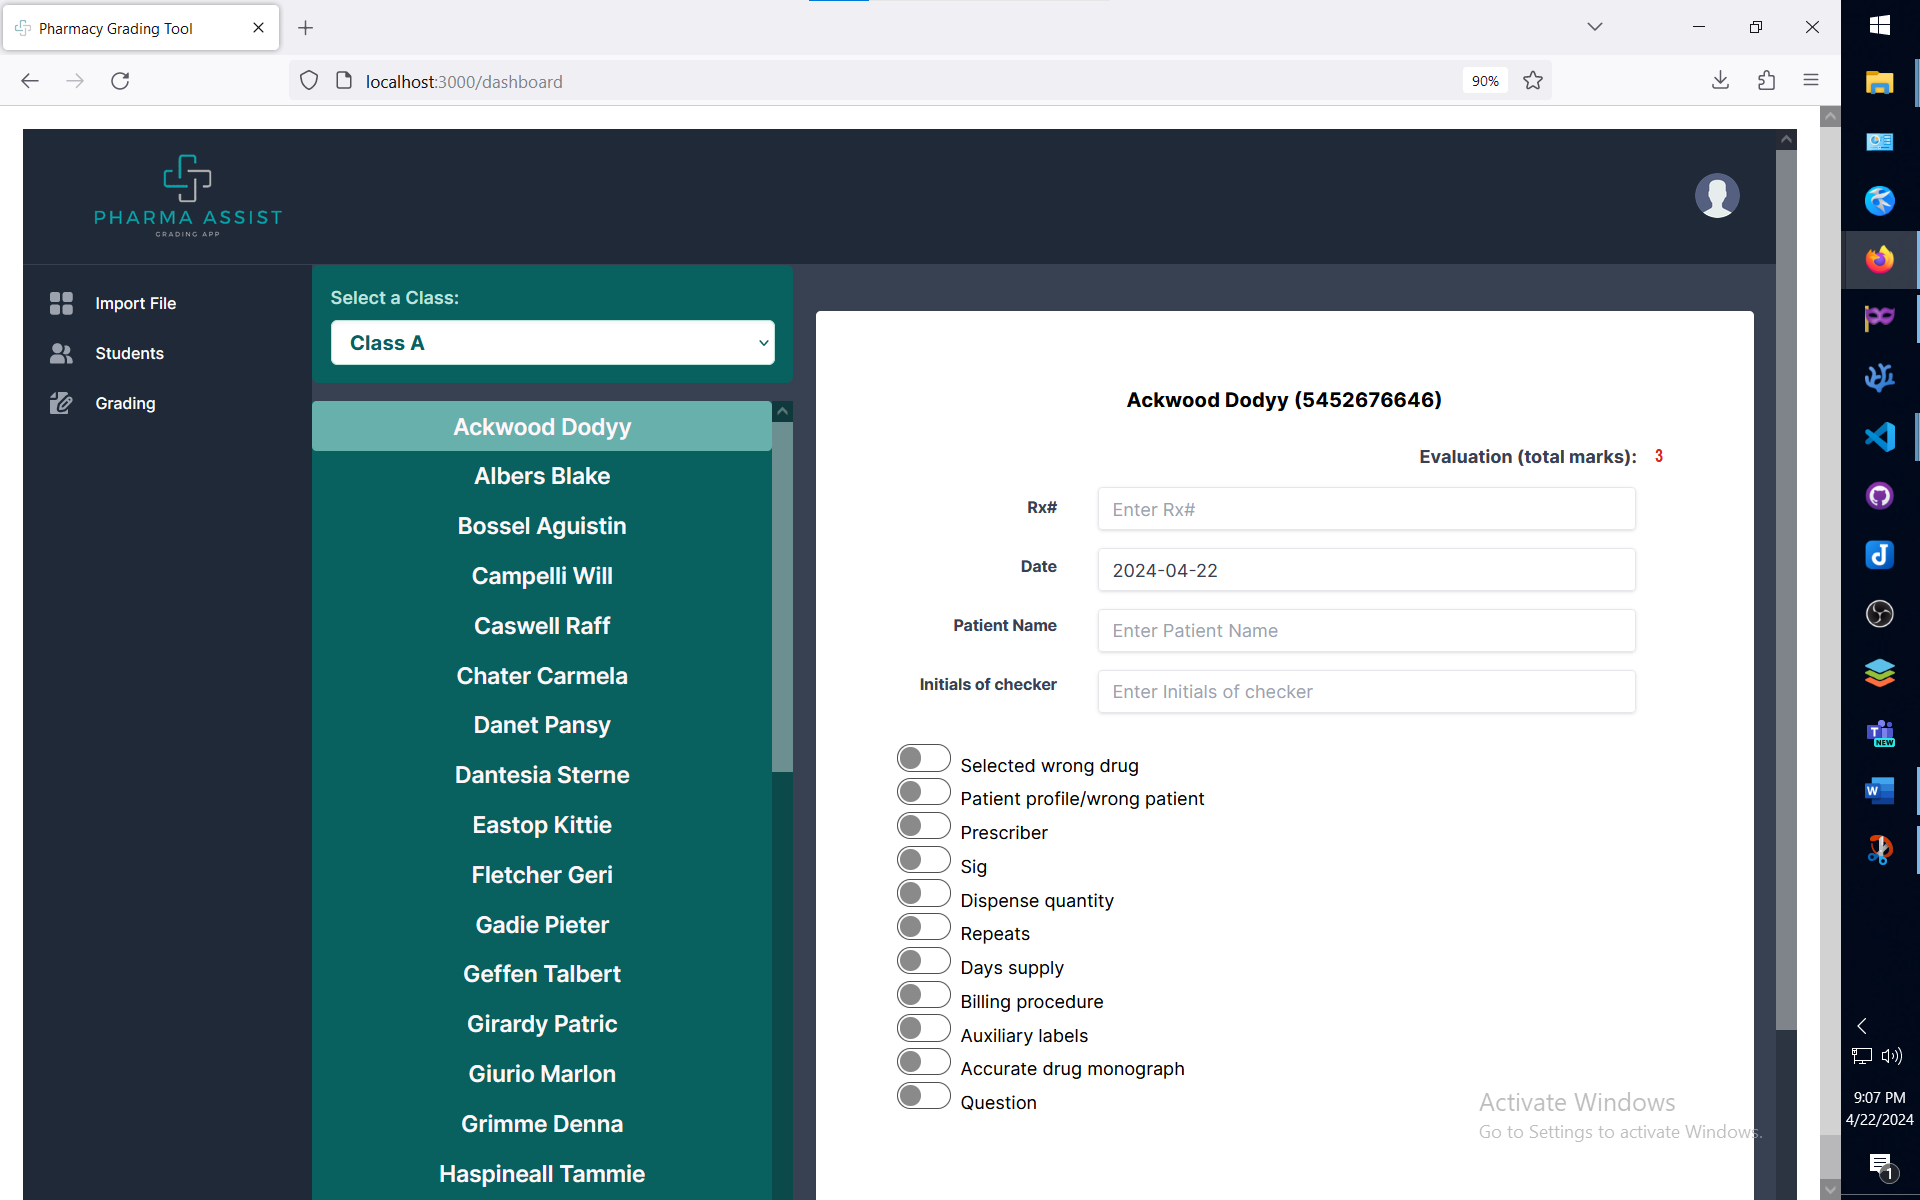 Pharmacy Grading Tool
localhost:3000/dashboard
90%
PHARMA ASSIST
GRADING APP
Import File
Students
Grading
Select a Class:
Class A
Ackwood Dodyy
Albers Blake
Bossel Aguistin
Campelli Will
Caswell Raff
Chater Carmela
Danet Pansy
Dantesia Sterne
Eastop Kittie
Fletcher Geri
Gadie Pieter
Geffen Talbert
Girardy Patric
Giurio Marlon
Grimme Denna
Haspineall Tammie
Ackwood Dodyy (5452676646)
Evaluation (total marks): 3
Rx# Enter Rx#
Date 2024-04-22
Patient Name Enter Patient Name
Initials of checker Enter Initials of checker
Selected wrong drug
Patient profile/wrong patient
Prescriber
Sig
Dispense quantity
Repeats
Days supply
Billing procedure
Auxiliary labels
Accurate drug monograph
Question
Activate Windows
Go to Settings to activate Windows.
NEW
9:07 PM
4/22/2024
1